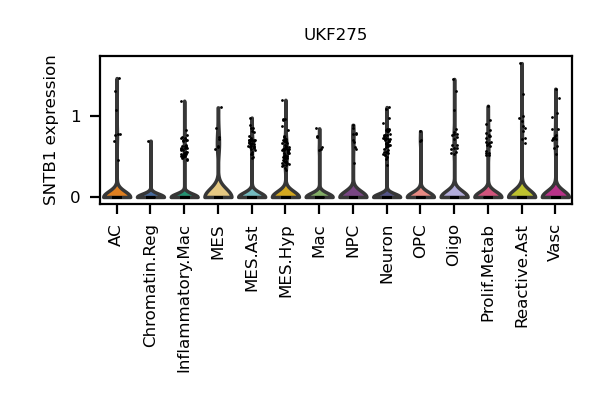 UKF275
SNTB1 expression
1
0
AC
Chromatin.Reg
Inflammatory.Mac
MES
MES.Ast
MES.Hyp
Mac
NPC
Neuron
OPC
Oligo
Prolif.Metab
Reactive.Ast
Vasc